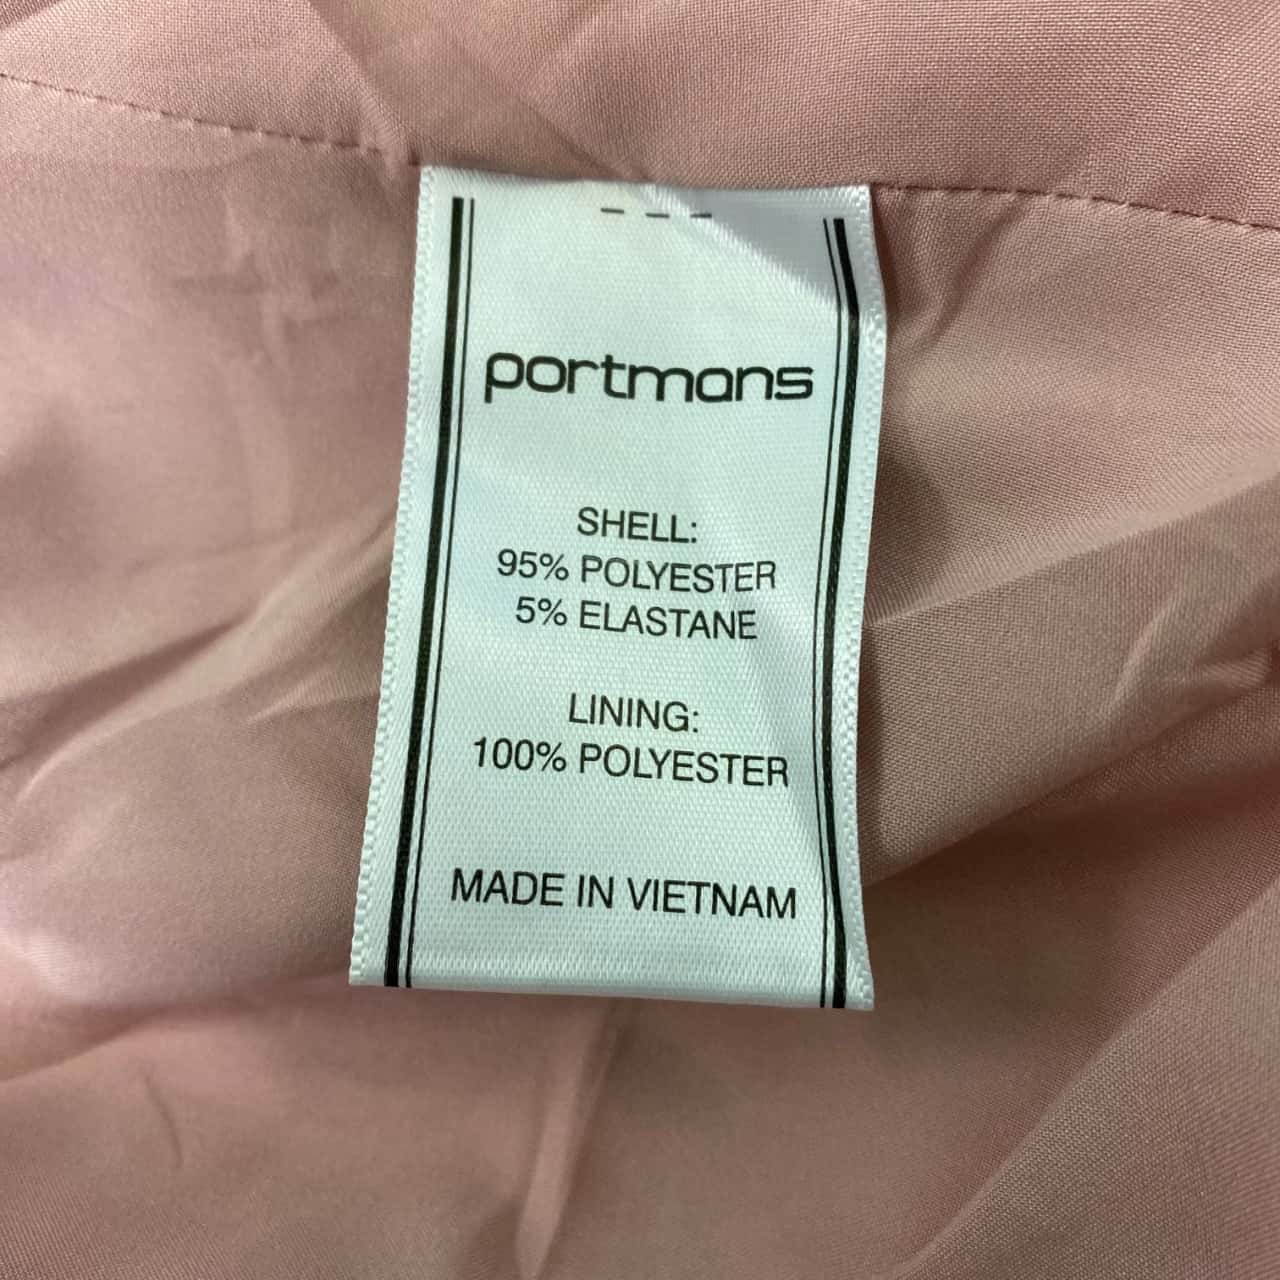 portmans
SHELL:
95% POLYESTER
5% ELASTANE
LINING:
100% POLYESTER
MADE IN VIETNAM